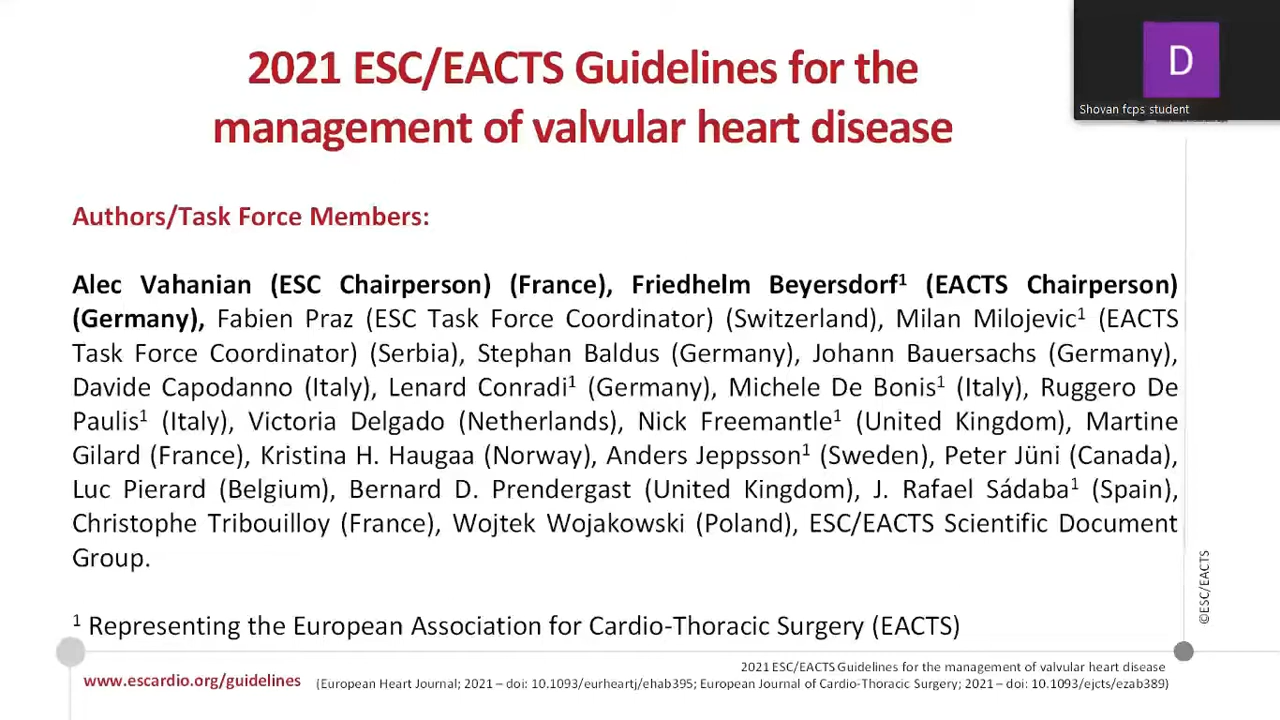 2021 ESC/EACTS Guidelines for the
management of valvular heart disease
D
Shovan fcps student
Authors/Task Force Members:
Alec Vahanian (ESC Chairperson) (France), Friedhelm Beyersdorf¹ (EACTS Chairperson)
(Germany), Fabien Praz (ESC Task Force Coordinator) (Switzerland), Milan Milojevic¹ (EACTS
Task Force Coordinator) (Serbia), Stephan Baldus (Germany), Johann Bauersachs (Germany),
Davide Capodanno (Italy), Lenard Conradi¹ (Germany), Michele De Bonis¹ (Italy), Ruggero De
Paulis¹ (Italy), Victoria Delgado (Netherlands), Nick Freemantle¹ (United Kingdom), Martine
Gilard (France), Kristina H. Haugaa (Norway), Anders Jeppsson¹ (Sweden), Peter Jüni (Canada),
Luc Pierard (Belgium), Bernard D. Prendergast (United Kingdom), J. Rafael Sádaba¹ (Spain),
Christophe Tribouilloy (France), Wojtek Wojakowski (Poland), ESC/EACTS Scientific Document
Group.
¹ Representing the European Association for Cardio-Thoracic Surgery (EACTS)
©ESC/EACTS
www.escardio.org/guidelines
2021 ESC/EACTS Guidelines for the management of valvular heart disease
(European Heart Journal; 2021 – doi: 10.1093/eurheartj/ehab395; European Journal of Cardio-Thoracic Surgery; 2021 – doi: 10.1093/ejcts/ezab389)